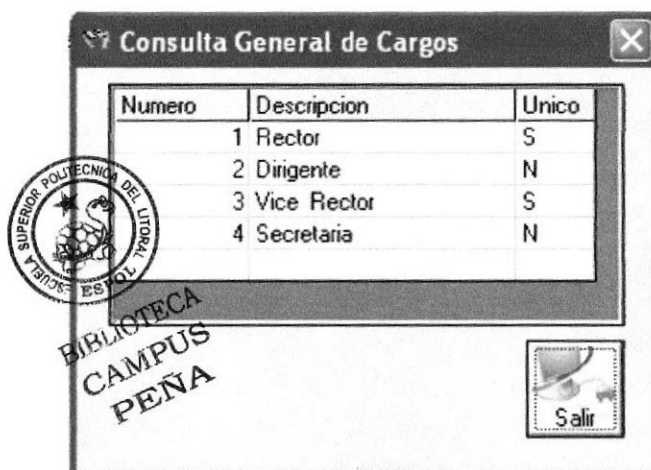 Consulta General de Cargos
Numero Descripcion Unico
1 Rector S
2 Dirigente N
3 Vice Rector S
4 Secretaria N
ESCUELA SUPERIOR POLITECNICA DEL LITORAL
ESPOL
BIBLIOTECA
CAMPUS
PEÑA
Salir